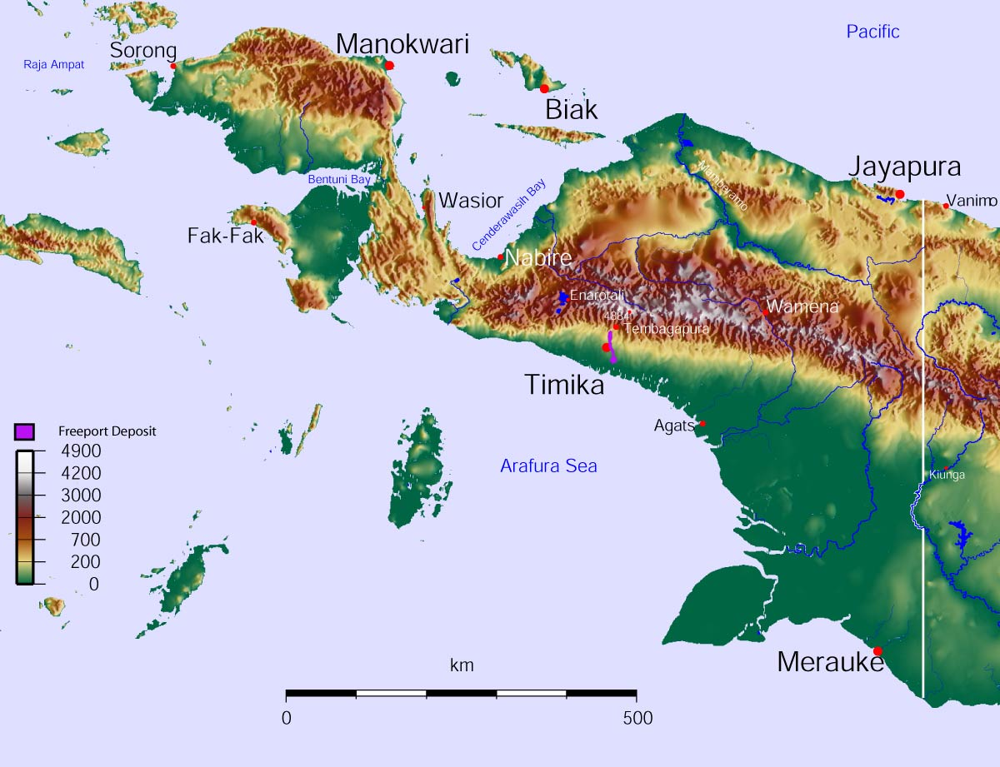 Pacific
Manokwari
Sorong
Raja Ampat
Biak
Jayapura
Mamberamo
Bentuni Bay
Wasior
Vanimo
Cenderawasih Bay
Fak-Fak
Nabire
Enarotali
Wamena
4884
Tembagapura
Timika
Agats
Freeport Deposit
4900
4200
3000
2000
700
200
0
Arafura Sea
Kiunga
Merauke
km
0
500